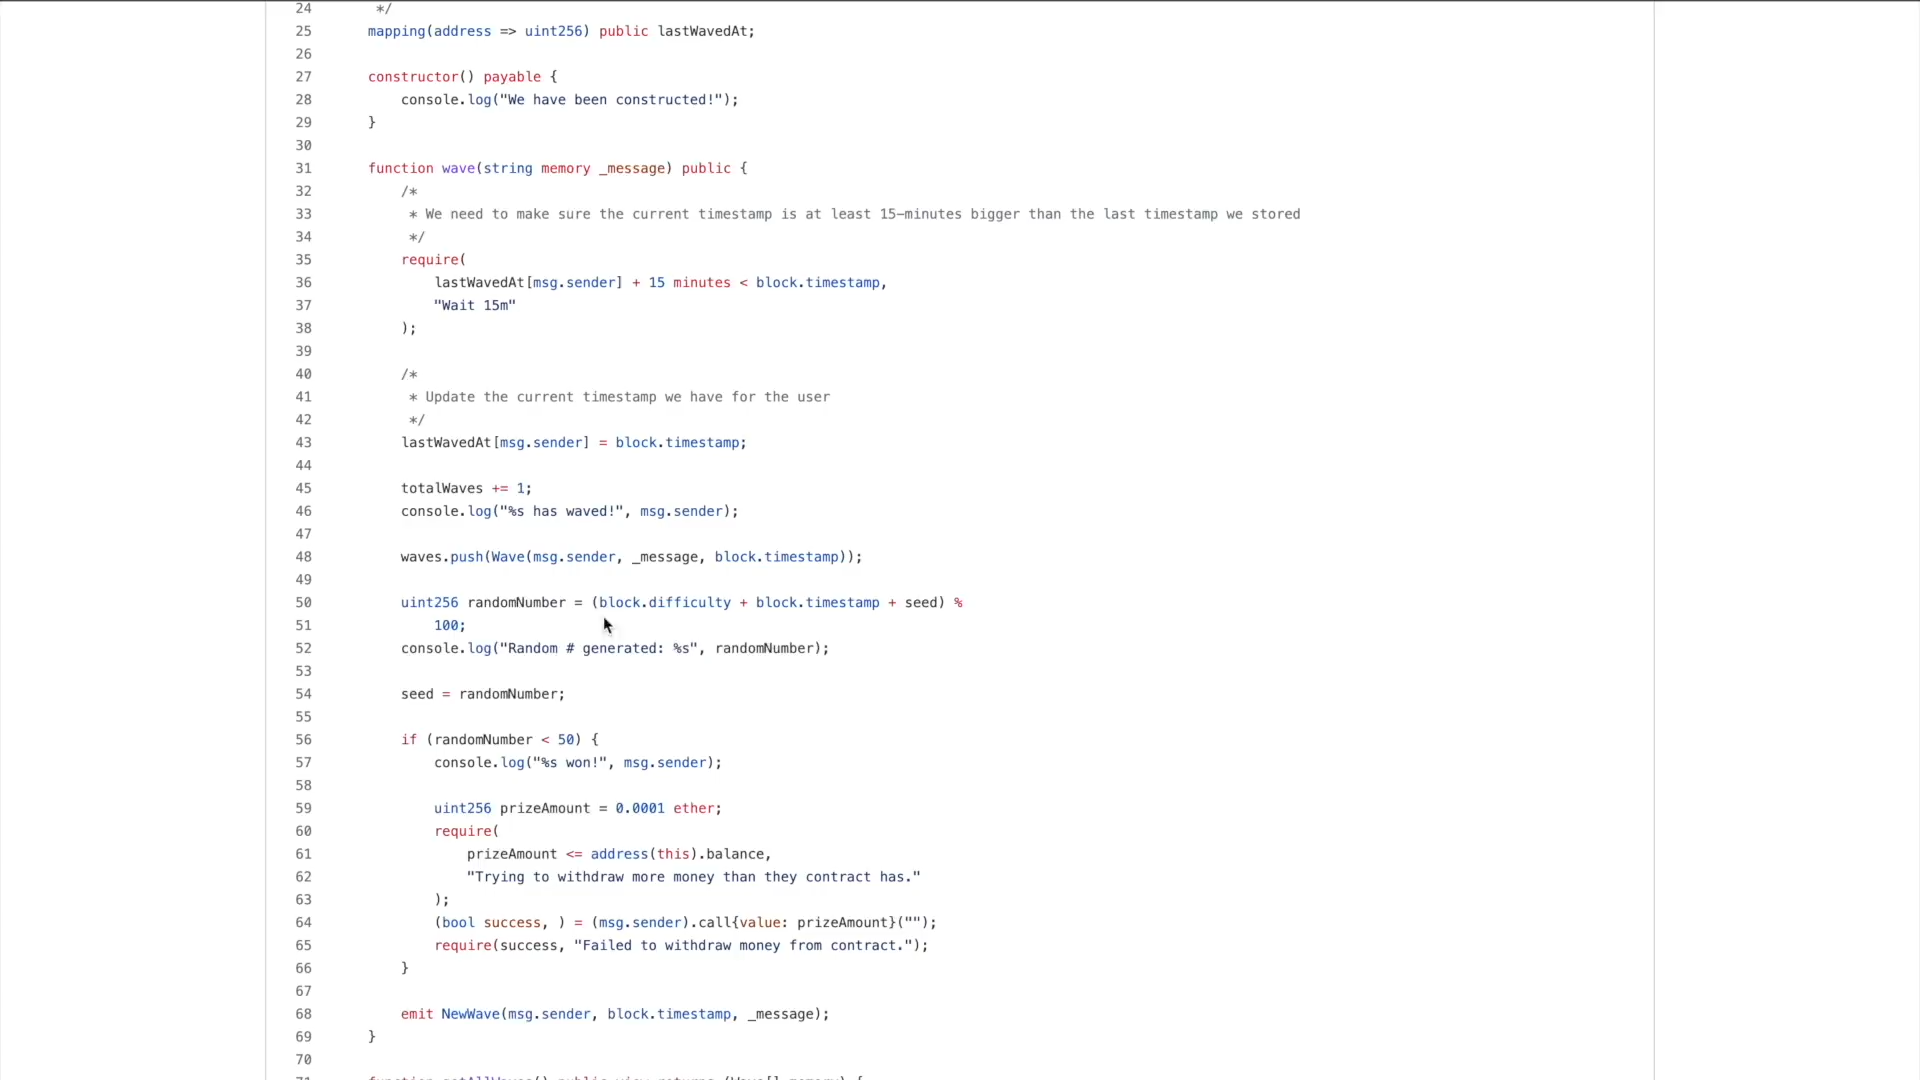 24 */
25 mapping(address => uint256) public lastWavedAt;
26
27 constructor() payable {
28 console.log("We have been constructed!");
29 }
30
31 function wave(string memory _message) public {
32 /*
33 * We need to make sure the current timestamp is at least 15-minutes bigger than the last timestamp we stored
34 */
35 require(
36 lastWavedAt[msg.sender] + 15 minutes < block.timestamp,
37 "Wait 15m"
38 );
39
40 /*
41 * Update the current timestamp we have for the user
42 */
43 lastWavedAt[msg.sender] = block.timestamp;
44
45 totalWaves += 1;
46 console.log("%s has waved!", msg.sender);
47
48 waves.push(Wave(msg.sender, _message, block.timestamp));
49
50 uint256 randomNumber = (block.difficulty + block.timestamp + seed) %
51 100;
52 console.log("Random # generated: %s", randomNumber);
53
54 seed = randomNumber;
55
56 if (randomNumber < 50) {
57 console.log("%s won!", msg.sender);
58
59 uint256 prizeAmount = 0.0001 ether;
60 require(
61 prizeAmount <= address(this).balance,
62 "Trying to withdraw more money than they contract has."
63 );
64 (bool success, ) = (msg.sender).call{value: prizeAmount}("");
65 require(success, "Failed to withdraw money from contract.");
66 }
67
68 emit NewWave(msg.sender, block.timestamp, _message);
69 }
70
71 function getAllWaves() public view returns (Wave[] memory) {